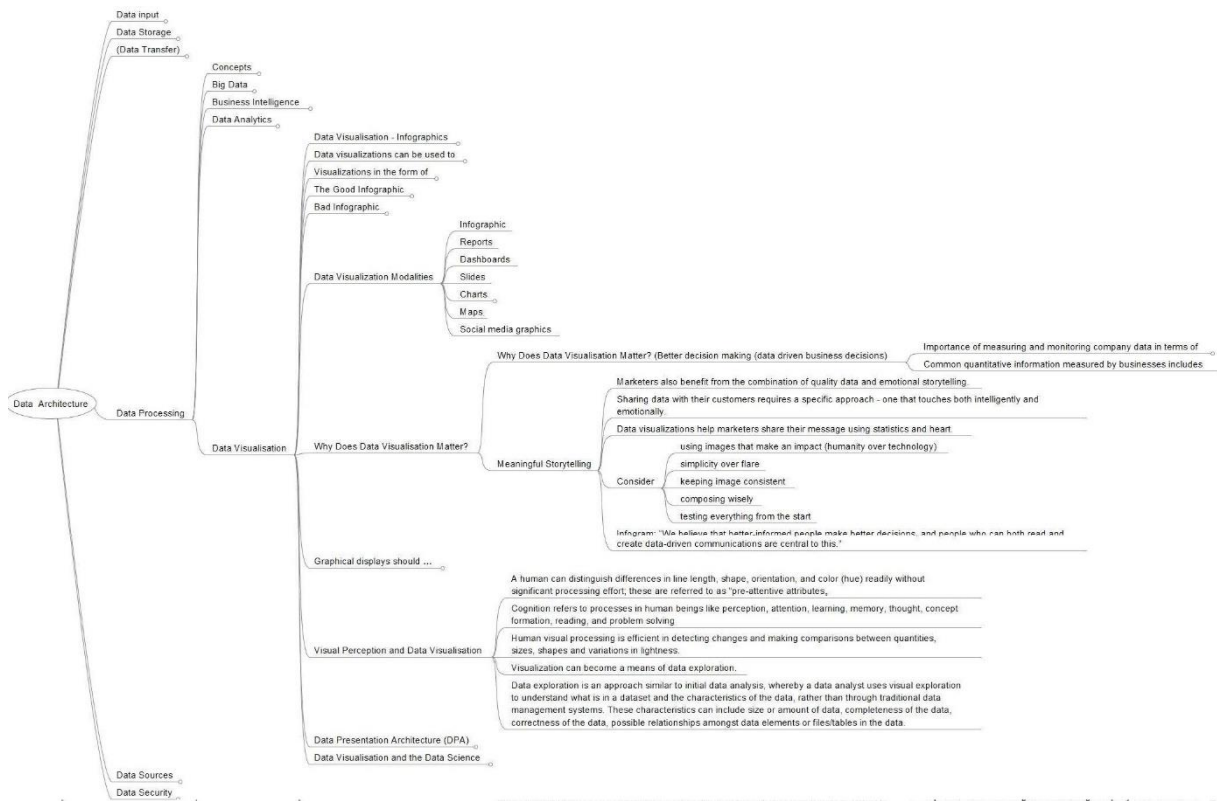 Data input
Data Storage
(Data Transfer)
Concepts
Big Data
Business Intelligence
Data Analytics
Data Visualisation - Infographics
Data visualizations can be used to
Visualizations in the form of
The Good Infographic
Bad Infographic
Infographic
Reports
Dashboards
Data Visualization Modalities
Slides
Charts
Maps
Social media graphics
Why Does Data Visualisation Matter? (Better decision making (data driven business decisions)
Importance of measuring and monitoring company data in terms of
Common quantitative information measured by businesses includes
Marketers also benefit from the combination of quality data and emotional storytelling.
Sharing data with their customers requires a specific approach - one that touches both intelligently and
emotionally.
Data visualizations help marketers share their message using statistics and heart
Data Architecture
Data Processing
Data Visualisation
Why Does Data Visualisation Matter?
Meaningful Storytelling
Consider
using images that make an impact (humanity over technology)
simplicity over flare
keeping image consistent
composing wisely
testing everything from the start
Infogram: "We believe that better-informed people make better decisions, and people who can both read and
create data-driven communications are central to this."
Graphical displays should ...
A human can distinguish differences in line length, shape, orientation, and color (hue) readily without
significant processing effort; these are referred to as "pre-attentive attributes,
Cognition refers to processes in human beings like perception, attention, learning, memory, thought, concept
formation, reading, and problem solving
Visual Perception and Data Visualisation
Human visual processing is efficient in detecting changes and making comparisons between quantities,
sizes, shapes and variations in lightness.
Visualization can become a means of data exploration.
Data exploration is an approach similar to initial data analysis, whereby a data analyst uses visual exploration
to understand what is in a dataset and the characteristics of the data, rather than through traditional data
management systems. These characteristics can include size or amount of data, completeness of the data,
correctness of the data, possible relationships amongst data elements or files/tables in the data.
Data Presentation Architecture (DPA)
Data Visualisation and the Data Science
Data Sources
Data Security